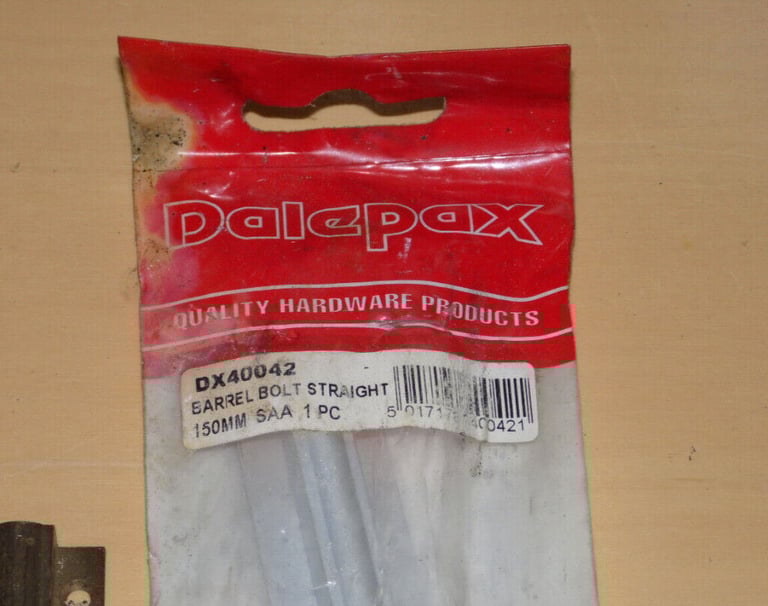 Dalepax
QUALITY HARDWARE PRODUCTS
DX40042
BARREL BOLT STRAIGHT
150MM SAA 1 PC